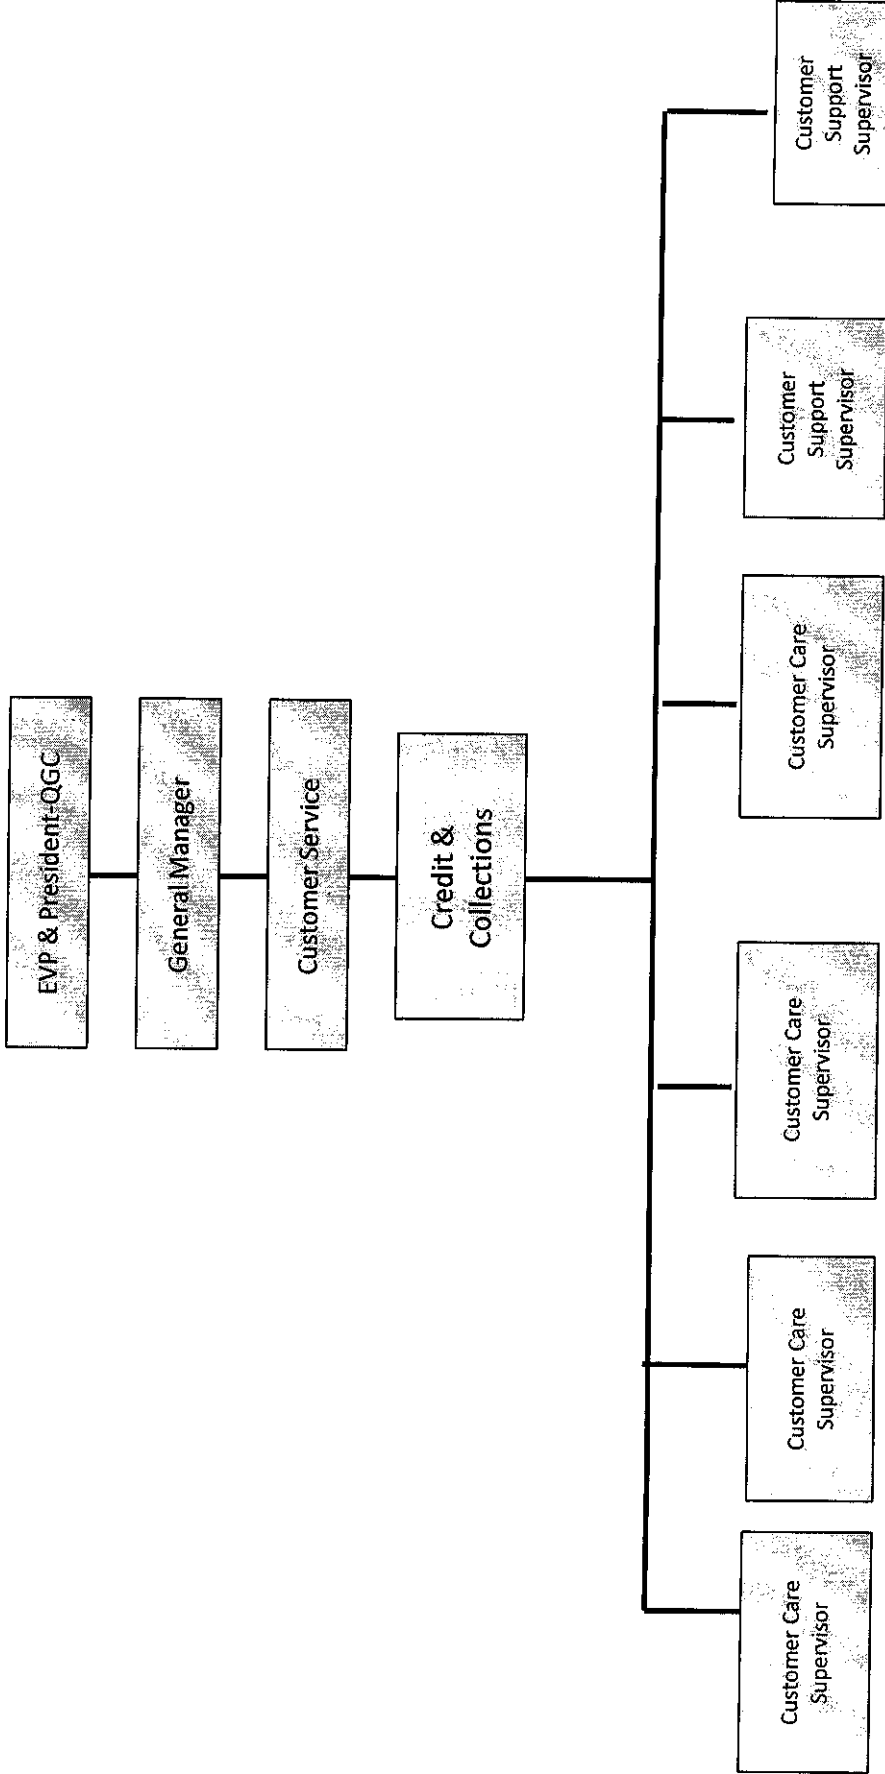 EVP & President-QGC
General Manager
Customer Service
Credit &
Collections
Customer Care
Supervisor
Customer Care
Supervisor
Customer Care
Supervisor
Customer Care
Supervisor
Customer
Support
Supervisor
Customer
Support
Supervisor